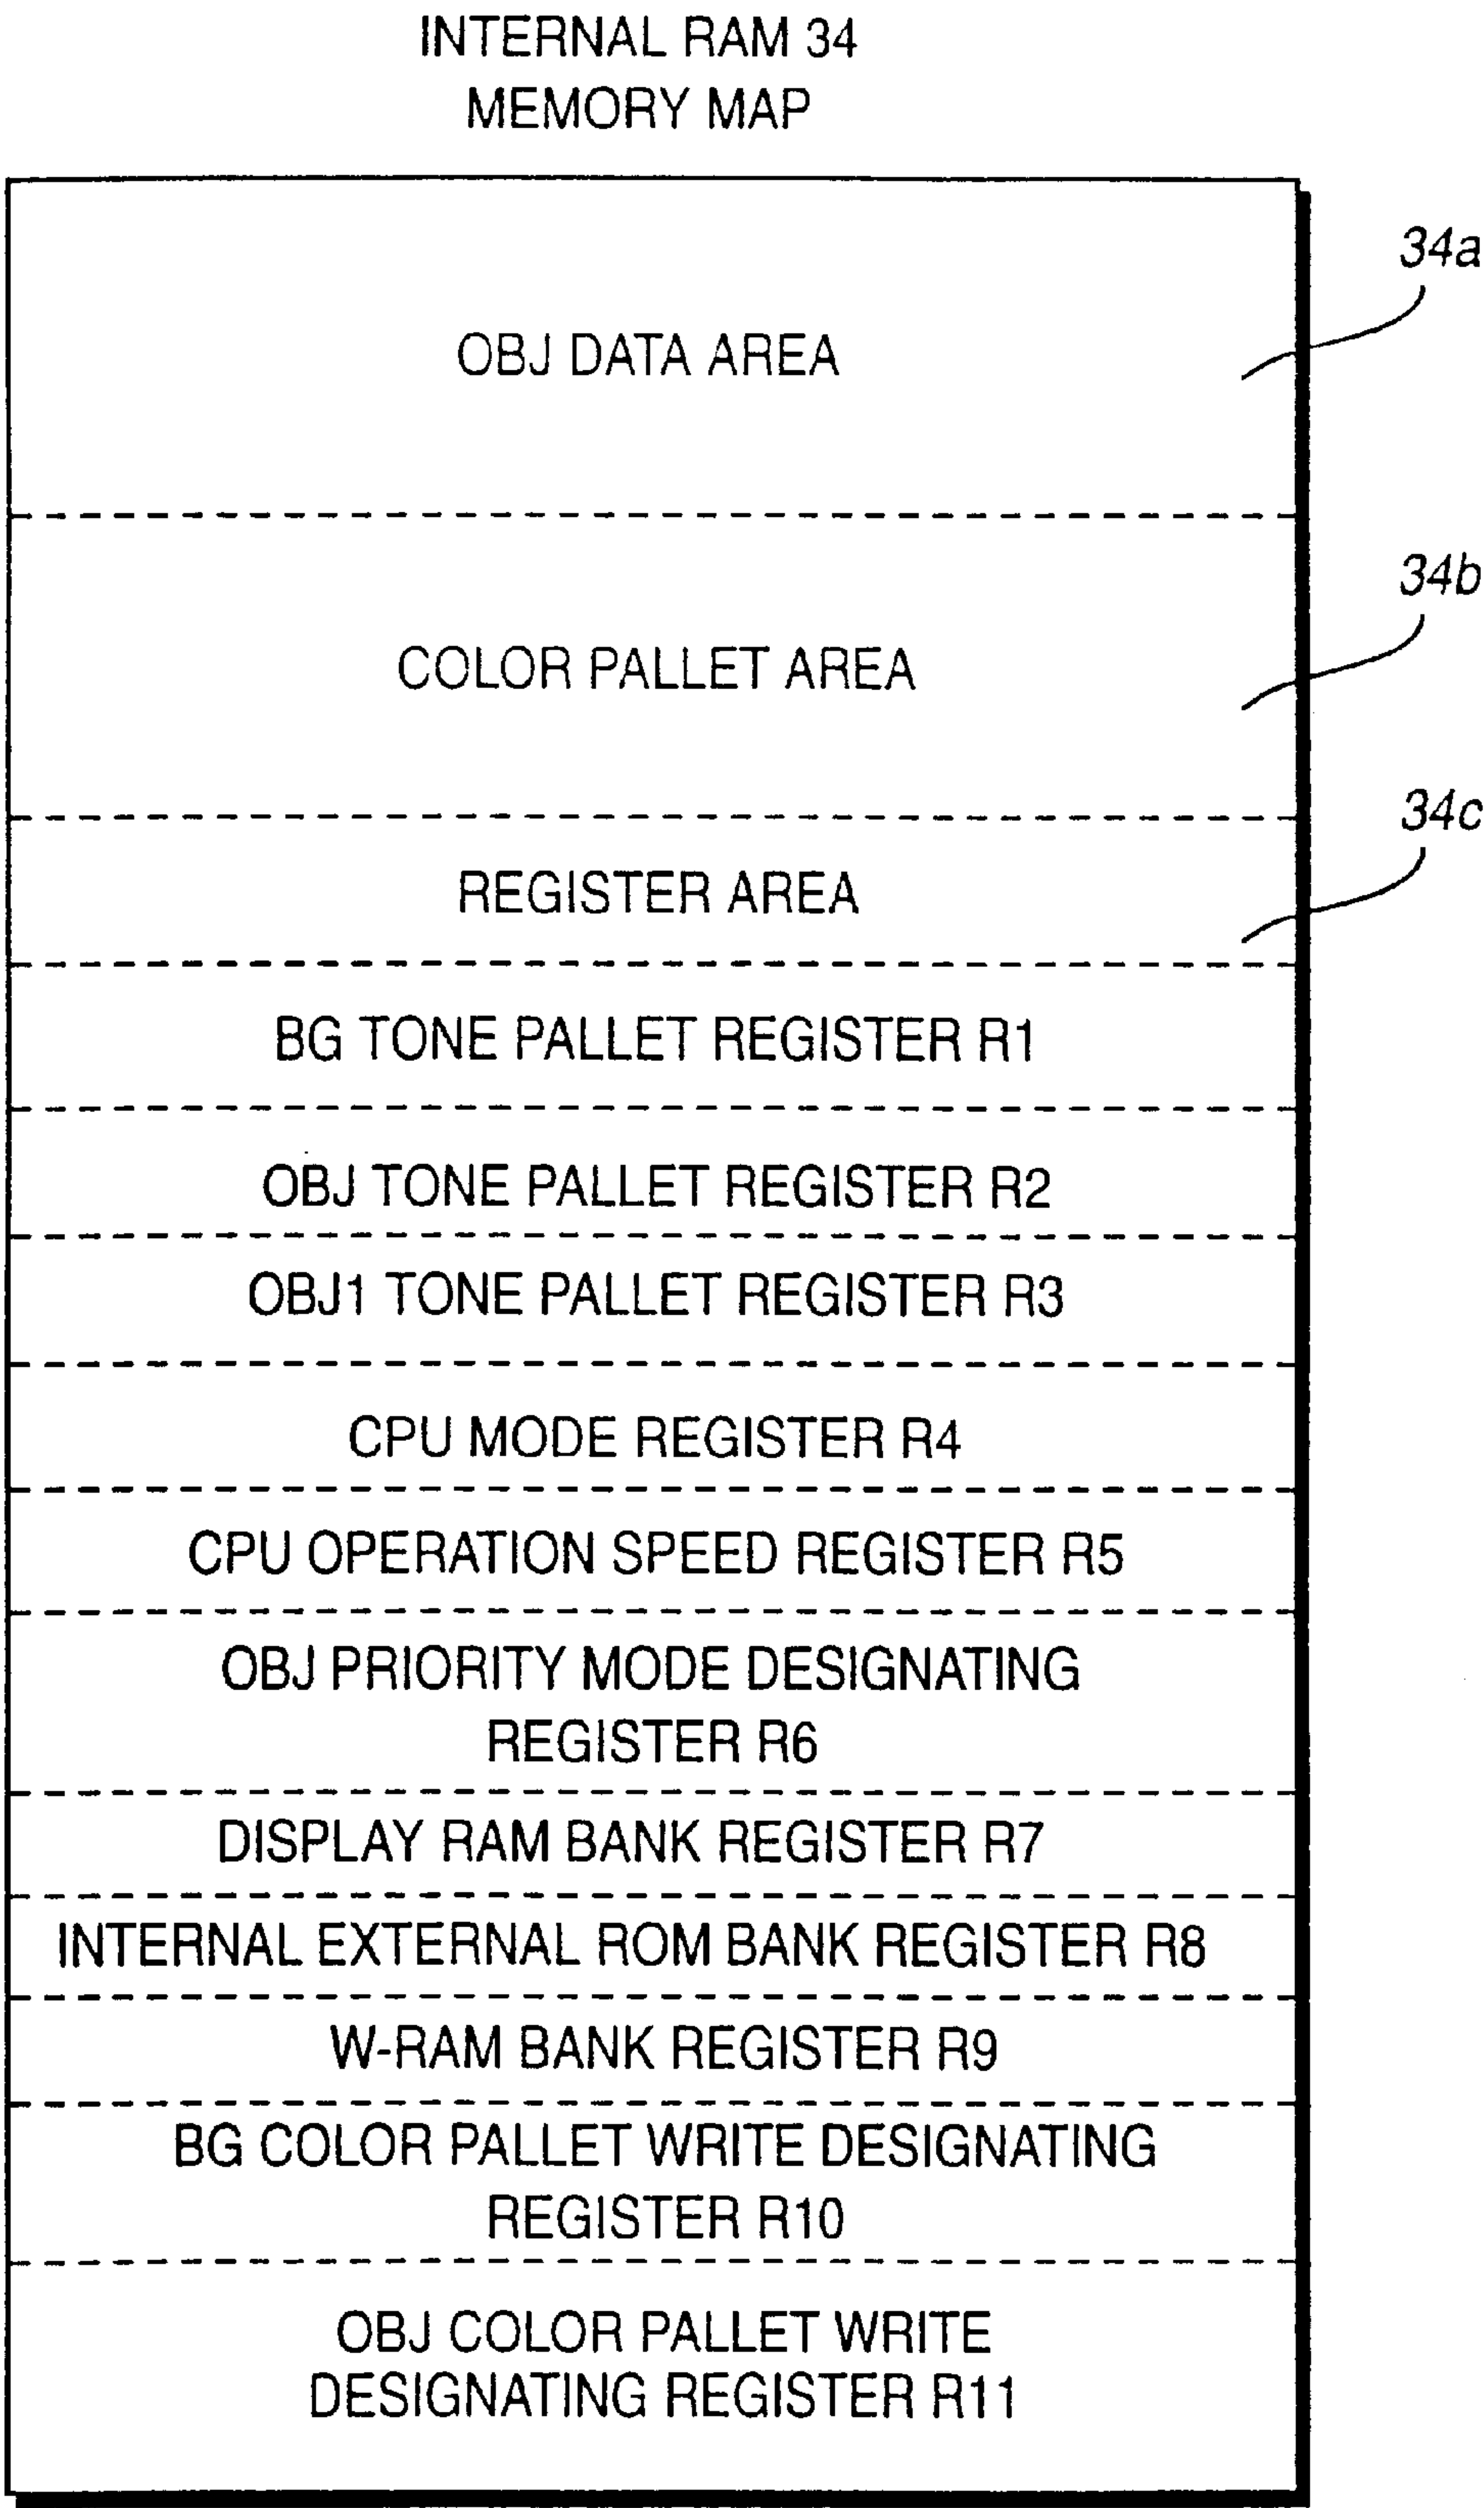 INTERNAL RAM 34
MEMORY MAP
34a
OBJ DATA AREA
34b
COLOR PALLET AREA
34c
REGISTER AREA
BG TONE PALLET REGISTER R1
OBJ TONE PALLET REGISTER R2
OBJ1 TONE PALLET REGISTER R3
CPU MODE REGISTER R4
CPU OPERATION SPEED REGISTER R5
OBJ PRIORITY MODE DESIGNATING
REGISTER R6
DISPLAY RAM BANK REGISTER R7
INTERNAL EXTERNAL ROM BANK REGISTER R8
W-RAM BANK REGISTER R9
BG COLOR PALLET WRITE DESIGNATING
REGISTER R10
OBJ COLOR PALLET WRITE
DESIGNATING REGISTER R11